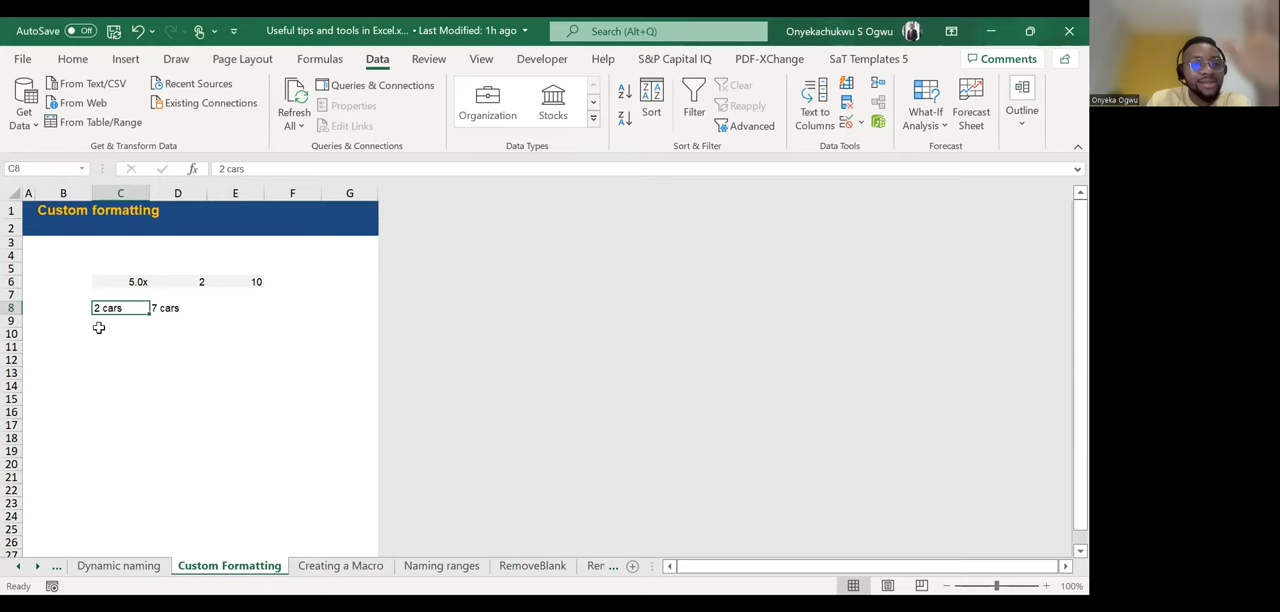 AutoSave Off Useful tips and tools in Excel.x... • Last Modified: 1h ago Search (Alt+Q) Onyekachukwu S Ogwu
File Home Insert Draw Page Layout Formulas Data Review View Developer Help S&P Capital IQ PDF-XChange SaT Templates 5 Comments
Get Data
From Text/CSV
From Web
From Table/Range
Recent Sources
Existing Connections
Get & Transform Data
Refresh All
Queries & Connections
Properties
Edit Links
Queries & Connections
Organization Stocks
Data Types
Sort
Filter
Clear
Reapply
Advanced
Sort & Filter
Text to Columns
Data Tools
What-If Analysis
Forecast Sheet
Forecast
Outline
Onyeka Ogwu
C8 fx 2 cars
A B C D E F G
1 Custom formatting
2
3
4
5
6 5.0x 2 10
7
8 2 cars 7 cars
9
10
11
12
13
14
15
16
17
18
19
20
21
22
23
24
25
26
27
... Dynamic naming Custom Formatting Creating a Macro Naming ranges RemoveBlank Rer ...
Ready 100%